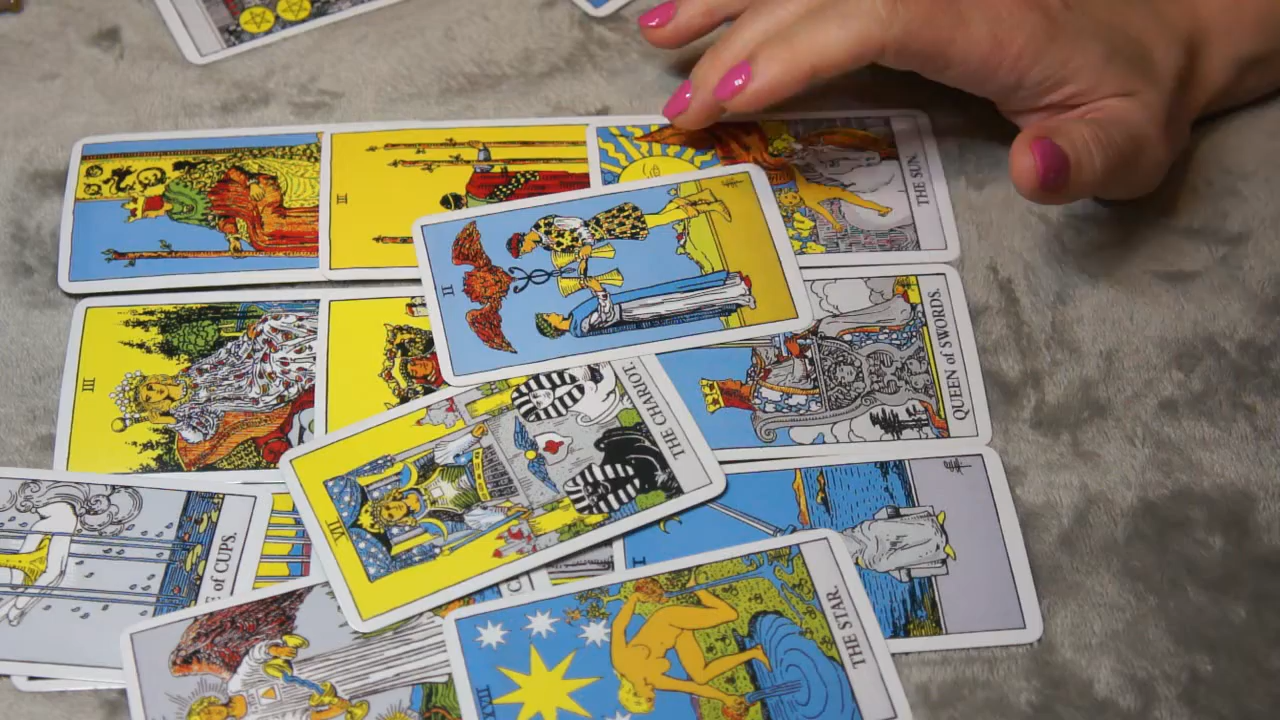 III
THE SUN.
II
III
QUEEN of SWORDS.
THE CHARIOT.
VII
of CUPS.
THE STAR.